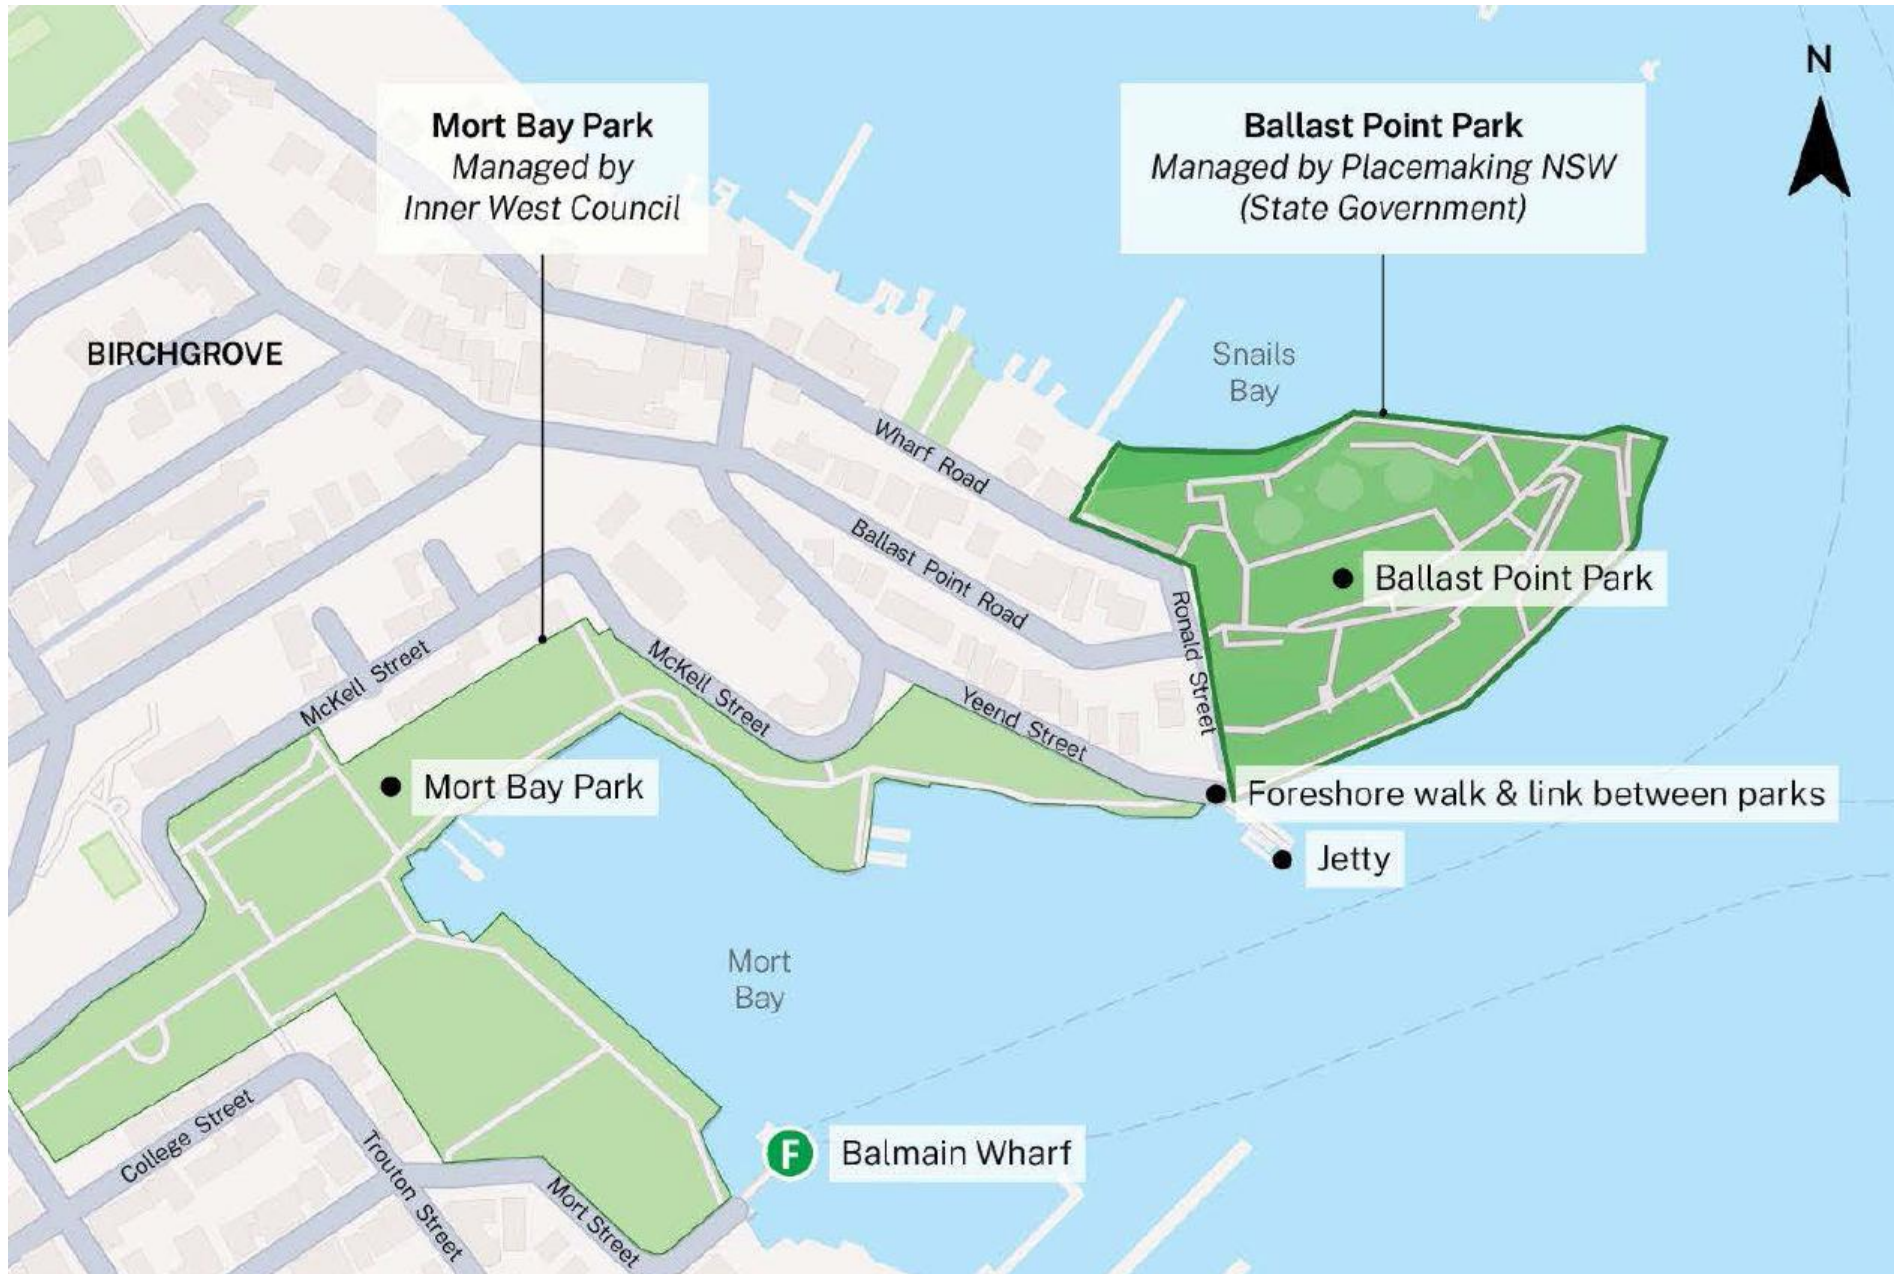 N
Mort Bay Park
Managed by
Inner West Council
Ballast Point Park
Managed by Placemaking NSW
(State Government)
BIRCHGROVE
Snails
Bay
Wharf Road
Ballast Point Road
Ballast Point Park
Ronald Street
McKell Street
McKell Street
Yeend Street
Mort Bay Park
Foreshore walk & link between parks
Jetty
Mort
Bay
College Street
Trouton Street
Mort Street
F
Balmain Wharf